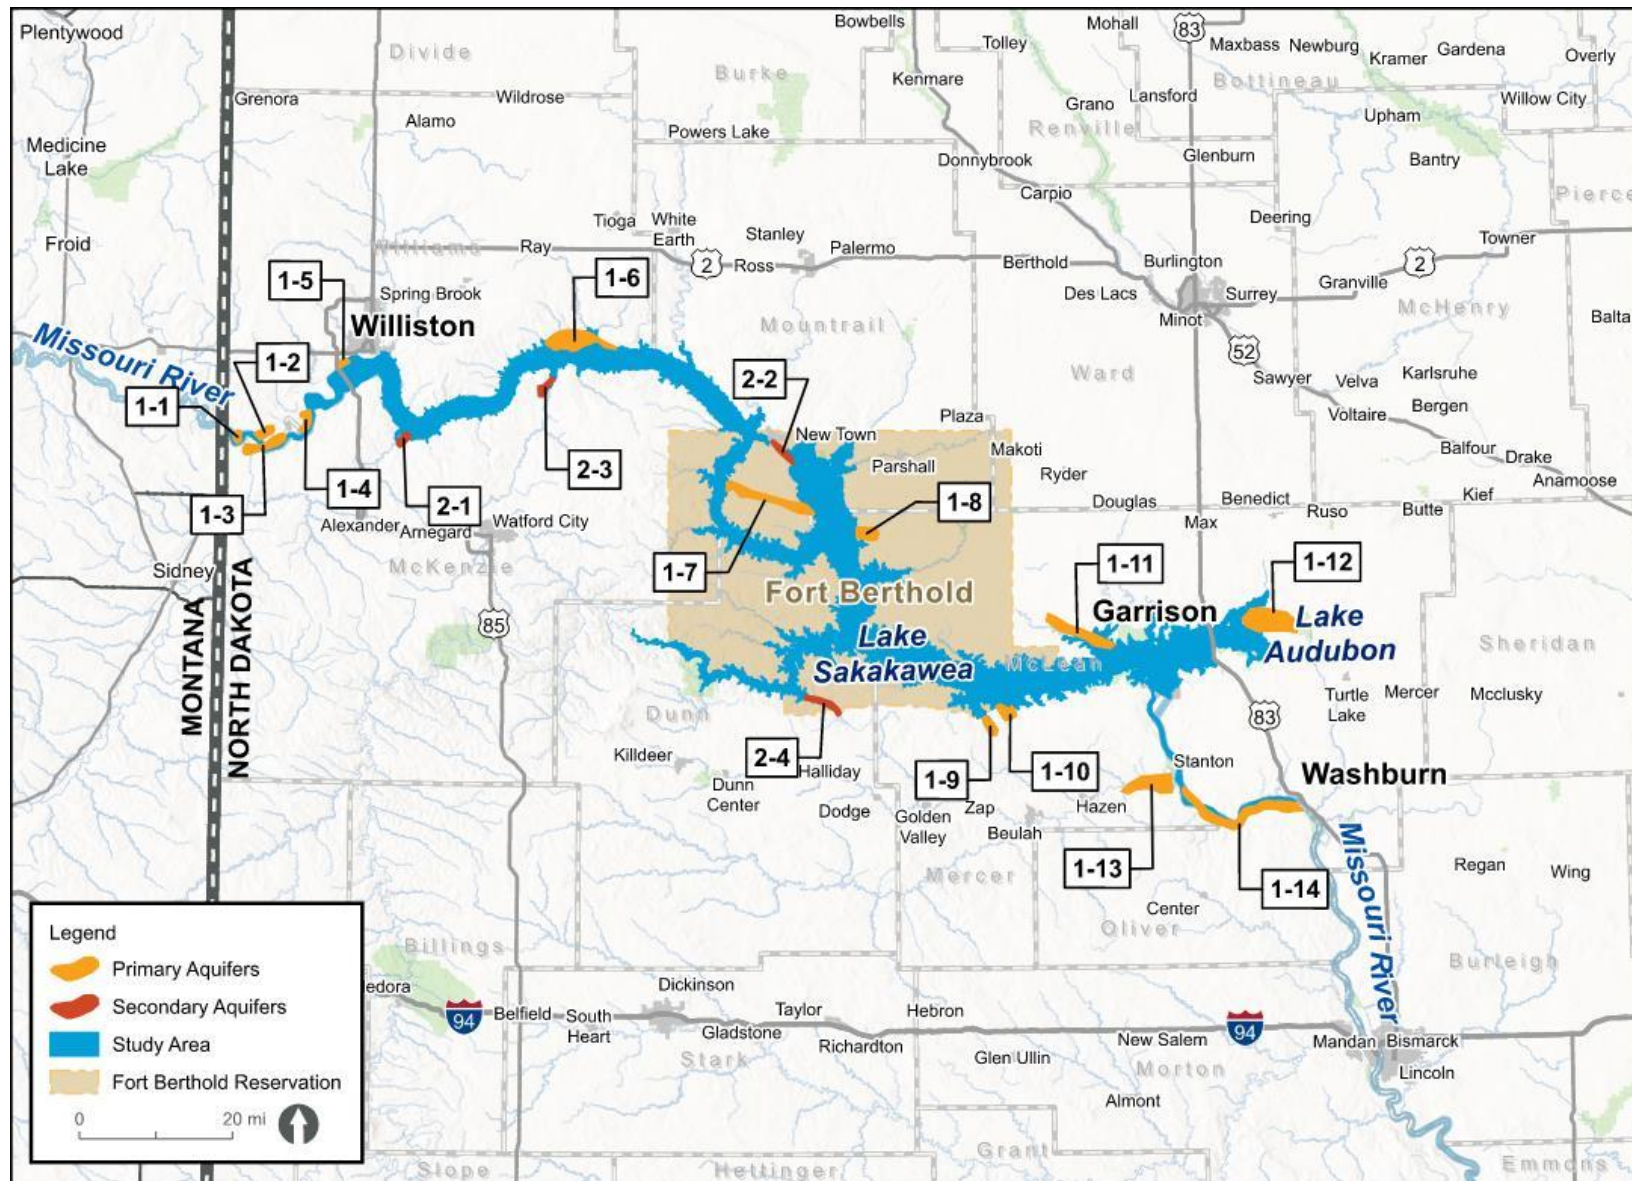 Plentywood
Bowbells
Mohall
83
Maxbass
Newburg
Gardena
Overly
Divide
Tolley
Kramer
Burke
Kenmare
Bottineau
Grenora
Wildrose
Grano
Lansford
Willow City
Alamo
Powers Lake
Renville
Upham
Medicine
Lake
Donnybrook
Glenburn
Bantry
Carpio
Pierce
Froid
Tioga
White
Earth
Stanley
Deering
Towner
Williams
Ray
2
Ross
Palermo
Berthold
Burlington
2
1-5
1-6
Spring Brook
Des Lacs
Surrey
Granville
McHenry
Williston
Mountrail
Minot
Balta
Missouri River
1-2
52
1-1
2-2
Ward
Sawyer
Velva
Karlsruhe
Bergen
Voltaire
Plaza
New Town
Makoti
Balfour
Drake
2-3
Parshall
Ryder
Anamoose
1-4
1-3
2-1
1-8
Douglas
Benedict
Kief
Alexander
Arnegard
Watford City
Max
Ruso
Butte
Sidney
McKenzie
1-7
1-11
1-12
Fort Berthold
Garrison
Lake
Audubon
85
Lake
Sakakawea
McLean
Sheridan
MONTANA
NORTH DAKOTA
Dunn
Turtle
Lake
Mercer
Mcclusky
83
Killdeer
2-4
Halliday
1-9
1-10
Stanton
Washburn
Dunn
Center
Dodge
Golden
Valley
Zap
Beulah
Hazen
Mercer
1-13
1-14
Missouri River
Regan
Wing
Center
Oliver
Legend
Primary Aquifers
Secondary Aquifers
Study Area
Fort Berthold Reservation
0
20 mi
Billings
Burleigh
edora
94
Belfield
South
Heart
Dickinson
Gladstone
Taylor
Richardton
Hebron
Stark
Glen Ullin
New Salem
94
Mandan
Bismarck
Lincoln
Morton
Almont
Slope
Hettinger
Grant
Emmons